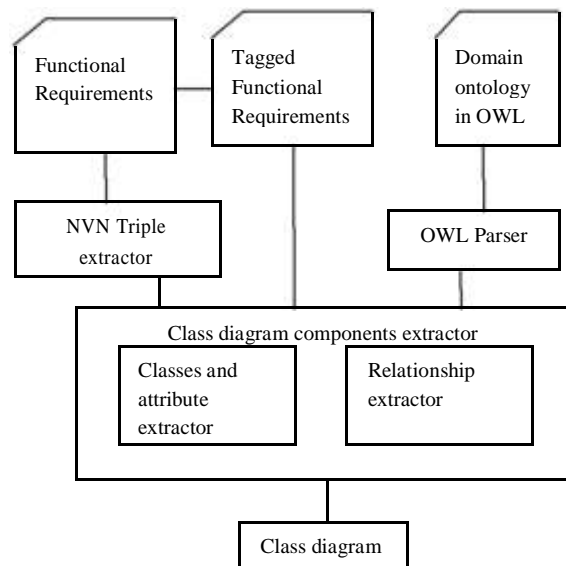 Functional
Requirements
Tagged
Functional
Requirements
Domain
ontology
in OWL
NVN Triple
extractor
OWL Parser
Class diagram components extractor
Classes and
attribute
extractor
Relationship
extractor
Class diagram